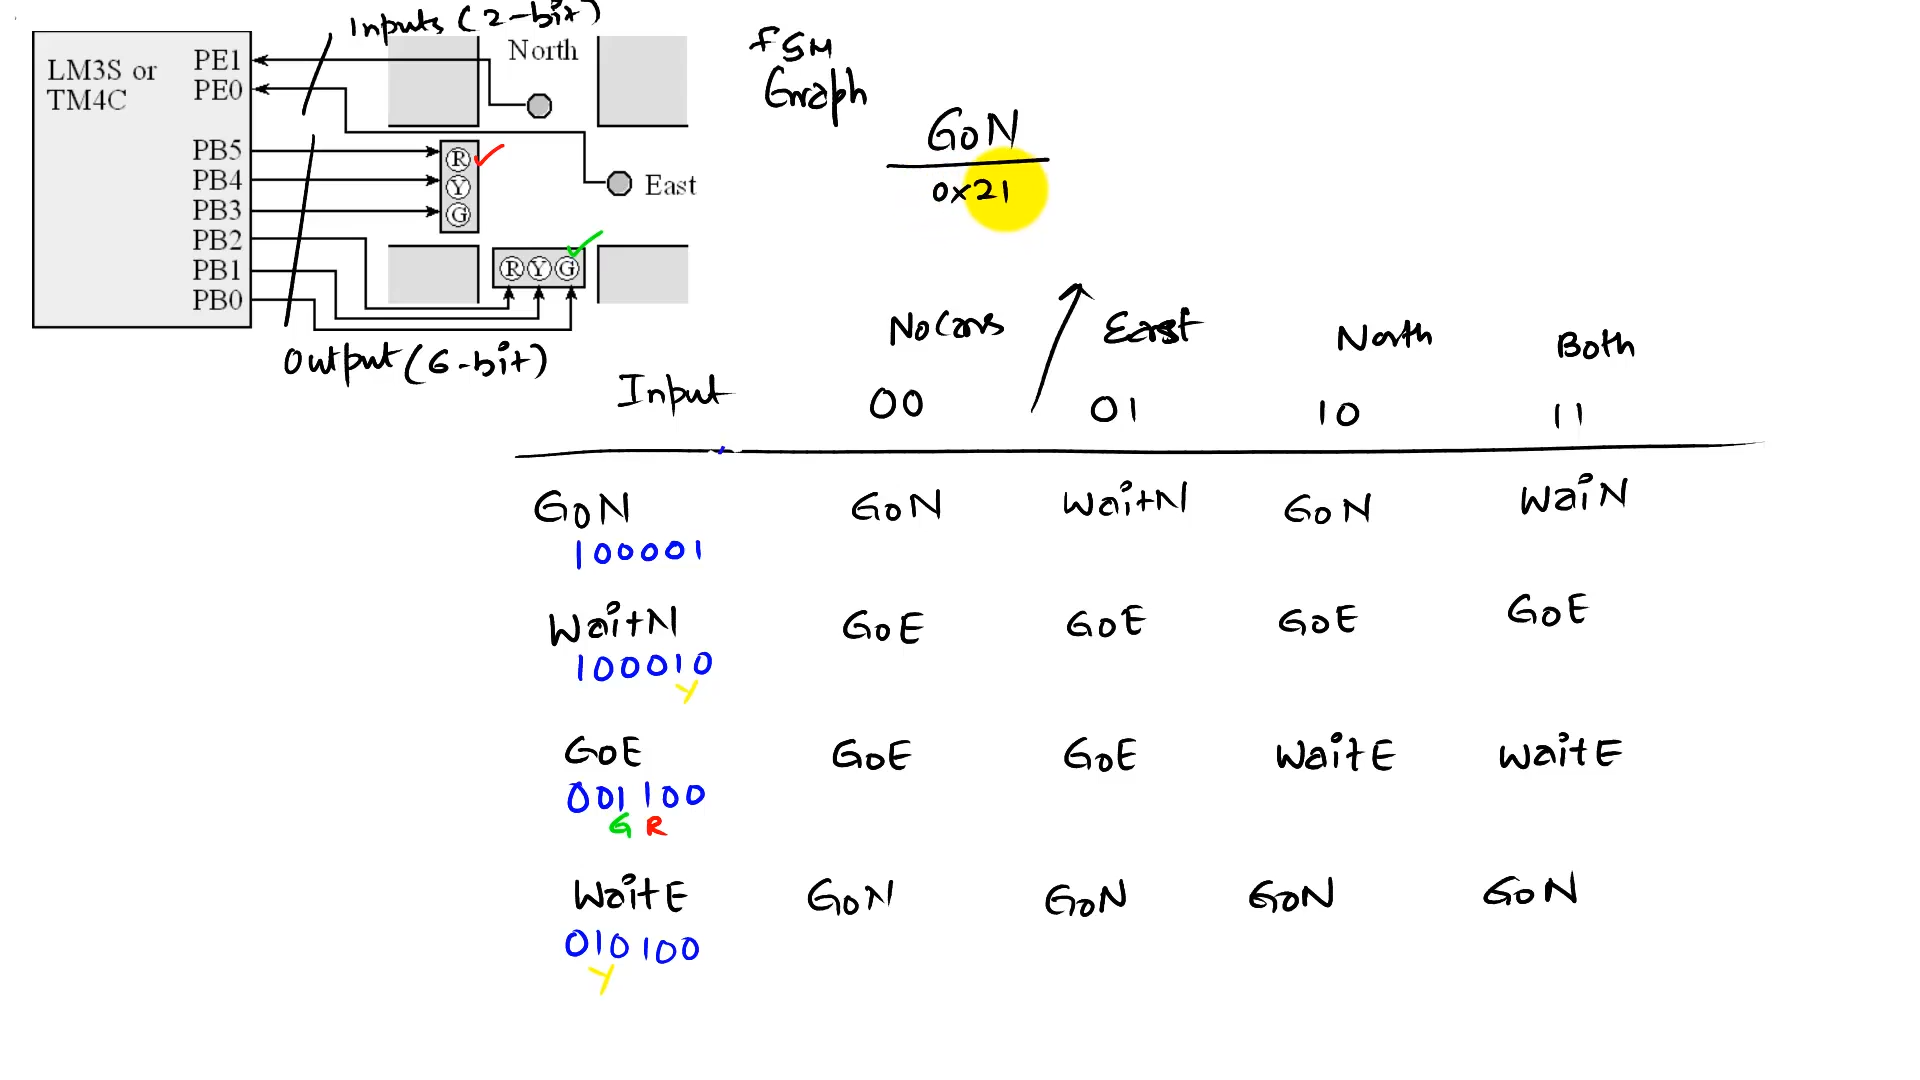 Inputs (2-bit)
LM3S or
TM4C
PE1
PE0
PB5
PB4
PB3
PB2
PB1
PB0
North
East
R
Y
G
R Y G
Output (6-bit)
FSM
Graph
GoN
0x21
No Cars East North Both
Input 00 01 10 11
GoN GoN WaitN GoN WaiN
100001
WaitN GoE GoE GoE GoE
100010
Y
GoE GoE GoE WaitE WaitE
001100
G R
WaitE GoN GoN GoN GoN
010100
Y